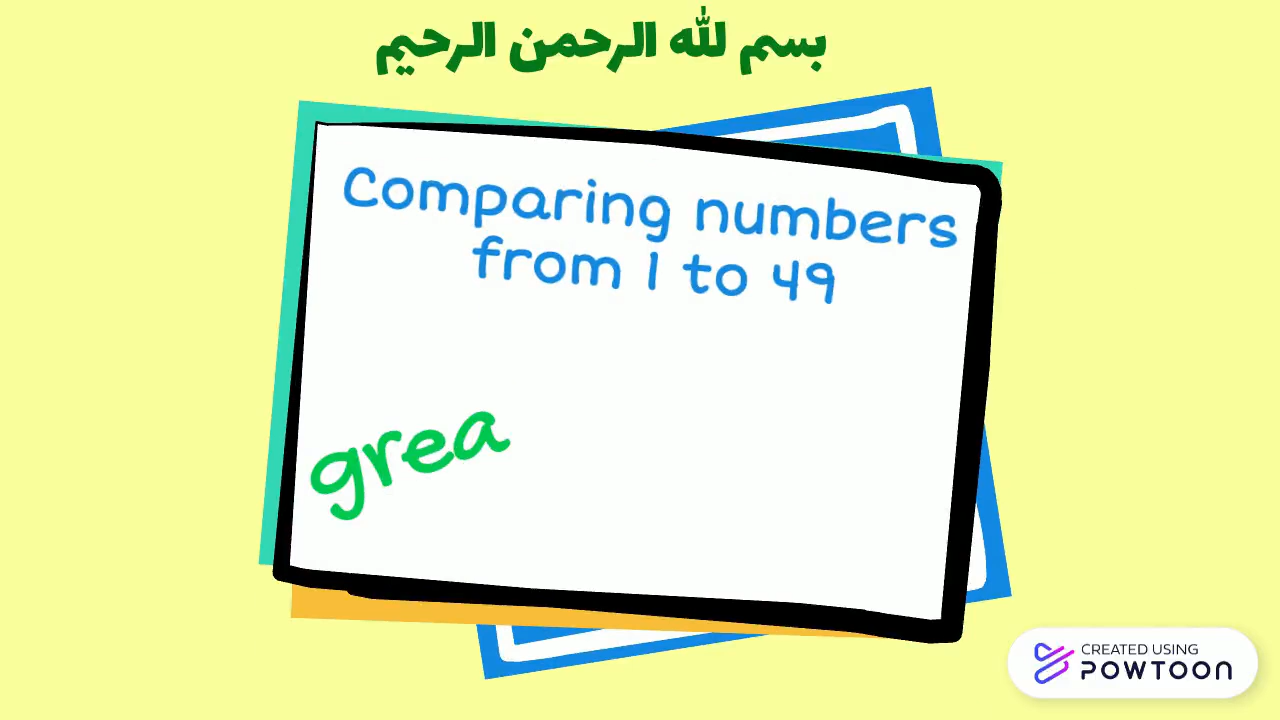 بسم لله الرحمن الرحيم
Comparing numbers
from 1 to 49
grea
CREATED USING
POWTOON